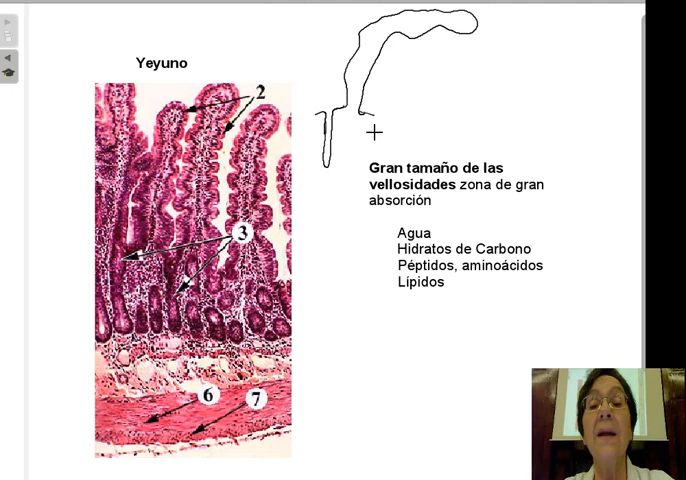 Yeyuno
2
3
6
7
Gran tamaño de las
vellosidades zona de gran
absorción
Agua
Hidratos de Carbono
Péptidos, aminoácidos
Lípidos